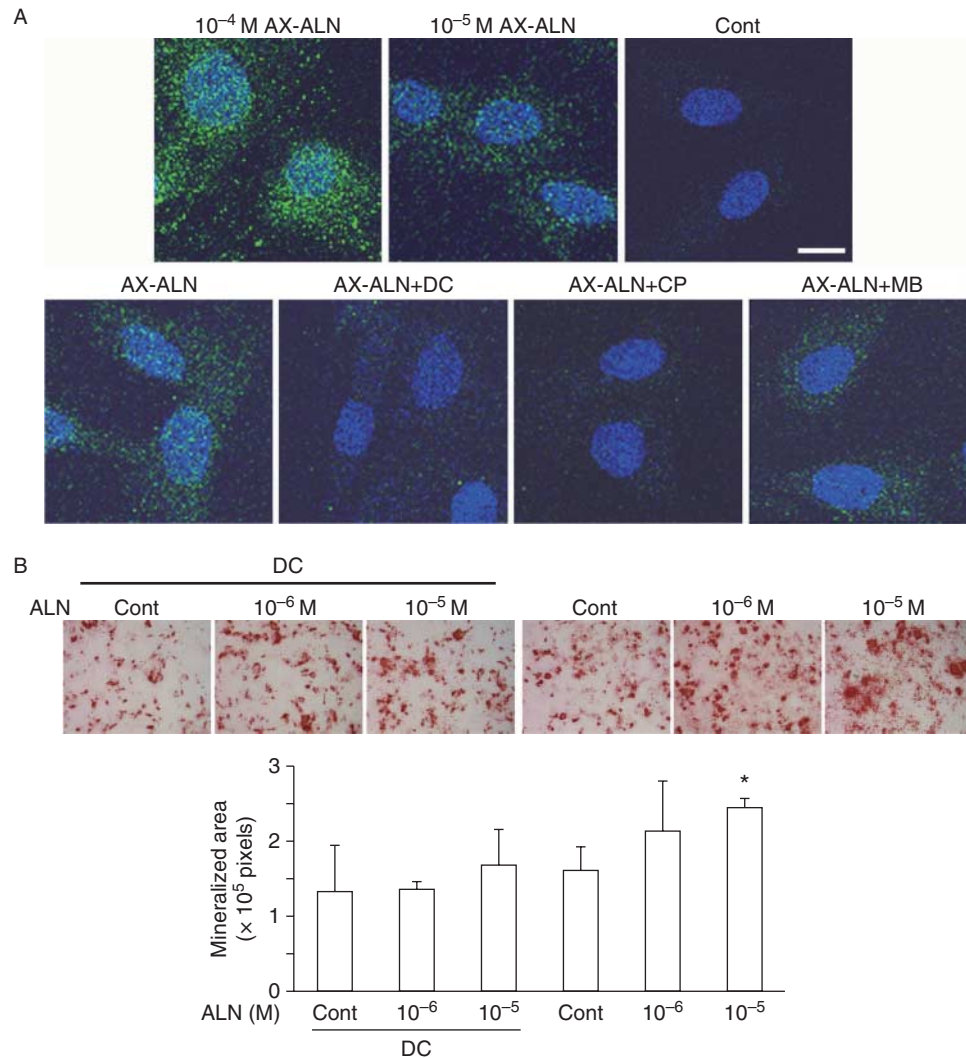 A
10⁻⁴ M AX-ALN 10⁻⁵ M AX-ALN Cont
AX-ALN AX-ALN+DC AX-ALN+CP AX-ALN+MB
B
DC
ALN Cont 10⁻⁶ M 10⁻⁵ M Cont 10⁻⁶ M 10⁻⁵ M
3
*
2
1
0
Mineralized area
(× 10⁵ pixels)
ALN (M) Cont 10⁻⁶ 10⁻⁵ Cont 10⁻⁶ 10⁻⁵
DC